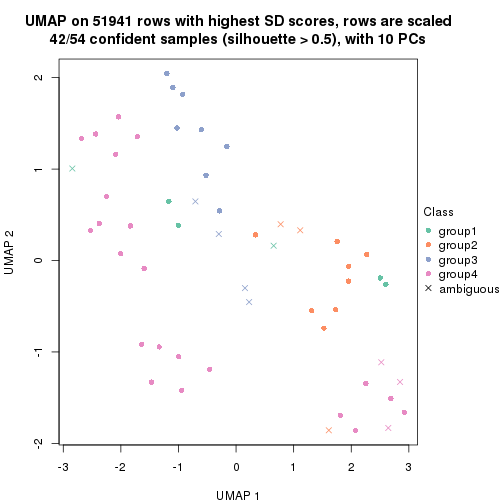 UMAP on 51941 rows with highest SD scores, rows are scaled
42/54 confident samples (silhouette > 0.5), with 10 PCs
2
1
0
-1
-2
UMAP 2
-3
-2
-1
0
1
2
3
UMAP 1
Class
group1
group2
group3
group4
ambiguous